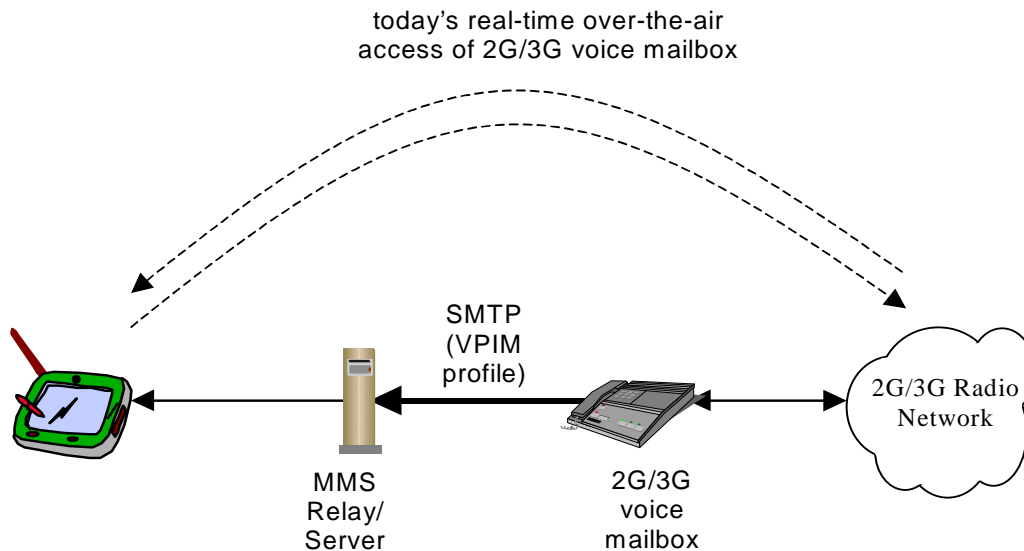 today's real-time over-the-air
access of 2G/3G voice mailbox
SMTP
(VPIM
profile)
2G/3G Radio
Network
MMS
Relay/
Server
2G/3G
voice
mailbox